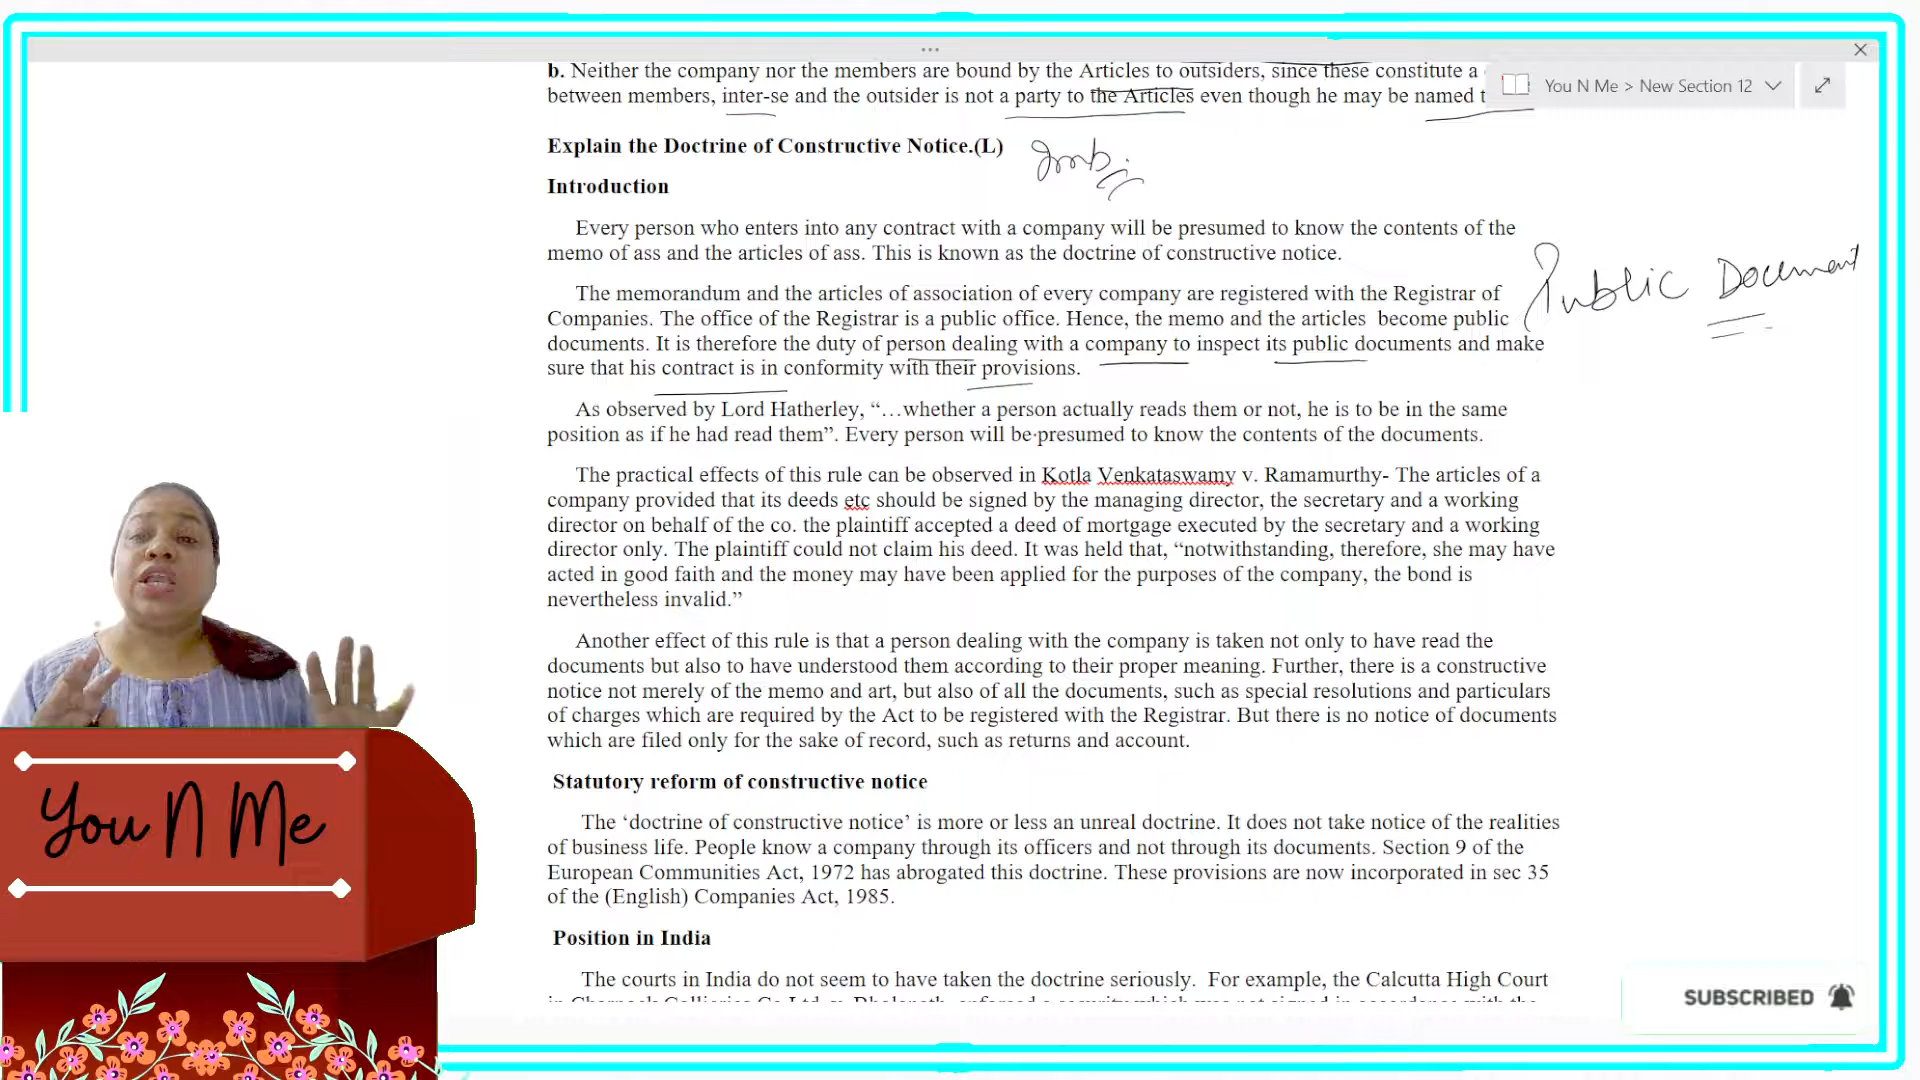 b. Neither the company nor the members are bound by the Articles to outsiders, since these constitute a
between members, inter-se and the outsider is not a party to the Articles even though he may be named
You N Me > New Section 12
Explain the Doctrine of Constructive Notice.(L)
Imp.
Introduction
Every person who enters into any contract with a company will be presumed to know the contents of the
memo of ass and the articles of ass. This is known as the doctrine of constructive notice.
Public Document
The memorandum and the articles of association of every company are registered with the Registrar of
Companies. The office of the Registrar is a public office. Hence, the memo and the articles become public
documents. It is therefore the duty of person dealing with a company to inspect its public documents and make
sure that his contract is in conformity with their provisions.
As observed by Lord Hatherley, “…whether a person actually reads them or not, he is to be in the same
position as if he had read them”. Every person will be presumed to know the contents of the documents.
The practical effects of this rule can be observed in Kotla Venkataswamy v. Ramamurthy- The articles of a
company provided that its deeds etc should be signed by the managing director, the secretary and a working
director on behalf of the co. the plaintiff accepted a deed of mortgage executed by the secretary and a working
director only. The plaintiff could not claim his deed. It was held that, “notwithstanding, therefore, she may have
acted in good faith and the money may have been applied for the purposes of the company, the bond is
nevertheless invalid.”
Another effect of this rule is that a person dealing with the company is taken not only to have read the
documents but also to have understood them according to their proper meaning. Further, there is a constructive
notice not merely of the memo and art, but also of all the documents, such as special resolutions and particulars
of charges which are required by the Act to be registered with the Registrar. But there is no notice of documents
which are filed only for the sake of record, such as returns and account.
Statutory reform of constructive notice
The ‘doctrine of constructive notice’ is more or less an unreal doctrine. It does not take notice of the realities
of business life. People know a company through its officers and not through its documents. Section 9 of the
European Communities Act, 1972 has abrogated this doctrine. These provisions are now incorporated in sec 35
of the (English) Companies Act, 1985.
Position in India
The courts in India do not seem to have taken the doctrine seriously. For example, the Calcutta High Court
You N Me
SUBSCRIBED